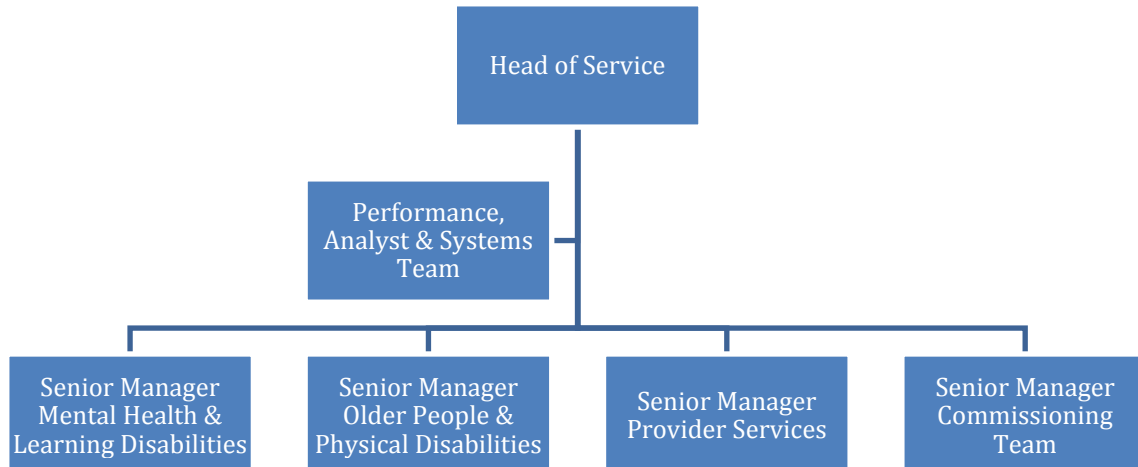 Head of Service
Performance,
Analyst & Systems
Team
Senior Manager
Mental Health &
Learning Disabilities
Senior Manager
Older People &
Physical Disabilities
Senior Manager
Provider Services
Senior Manager
Commissioning
Team